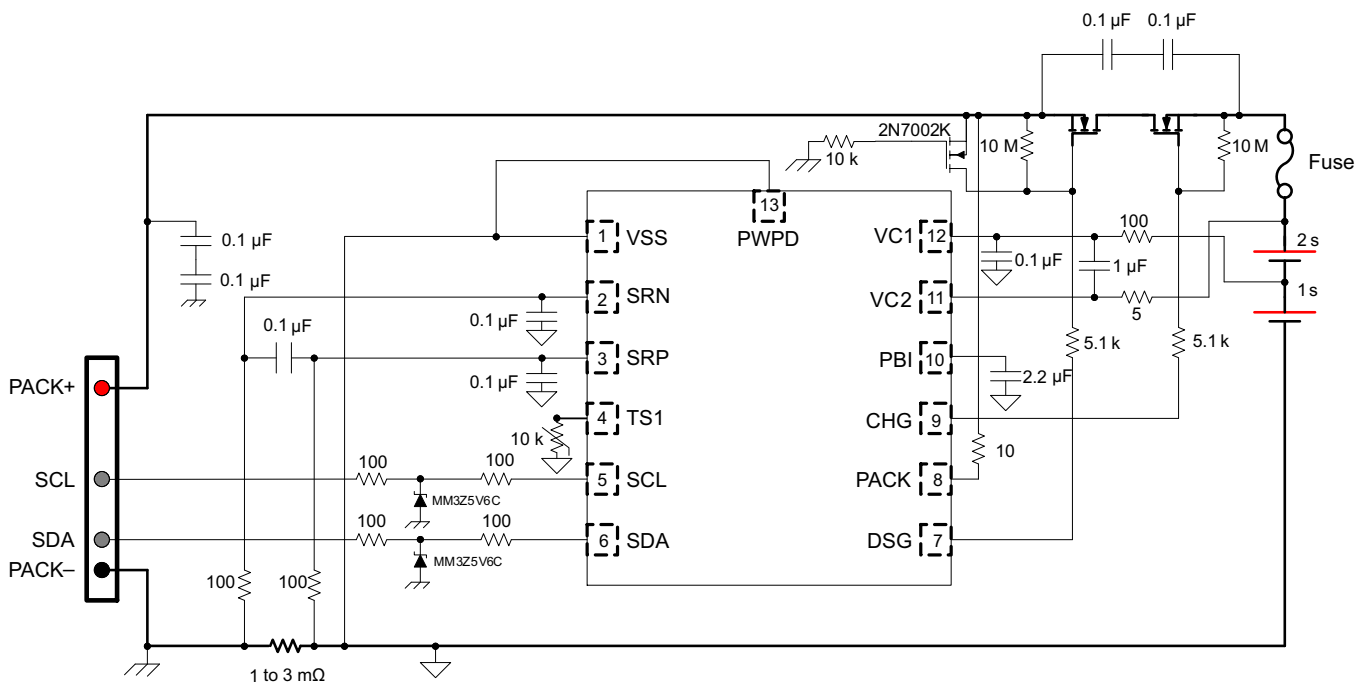 0.1 µF
0.1 µF
2N7002K
10 k
10 M
10 M
Fuse
13
PWPD
1
VSS
VC1
12
100
0.1 µF
0.1 µF
0.1 µF
1 µF
2 s
2
SRN
VC2
11
5
1 s
0.1 µF
0.1 µF
3
SRP
PBI
10
2.2 µF
5.1 k
5.1 k
0.1 µF
PACK+
4
TS1
CHG
9
10 k
10
SCL
100
100
5
SCL
PACK
8
MM3Z5V6C
SDA
100
100
6
SDA
DSG
7
MM3Z5V6C
PACK–
100
100
1 to 3 mΩ